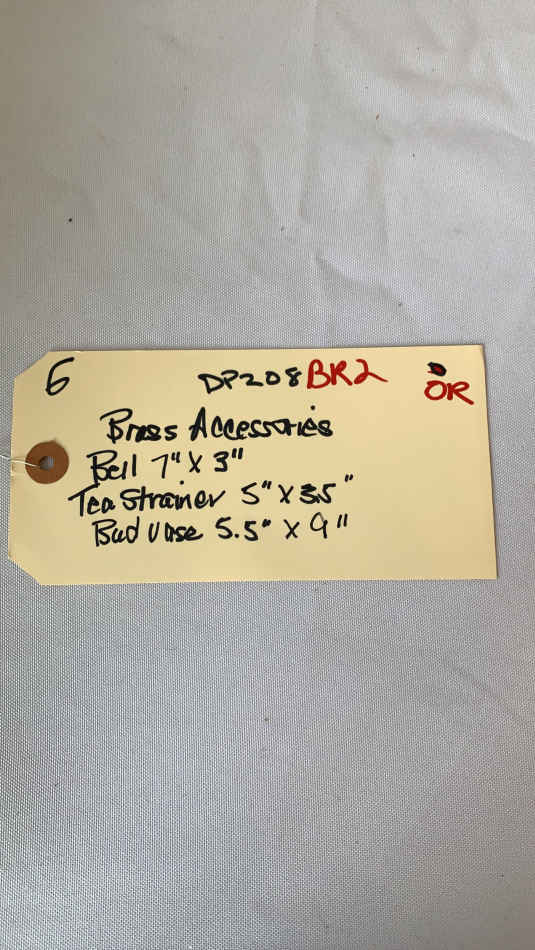 6 DP208 BR2 OR
Brass Accessories
Bell 7" X 3"
Tea Strainer 5" X 3.5"
Bud Vase 5.5" X 9"